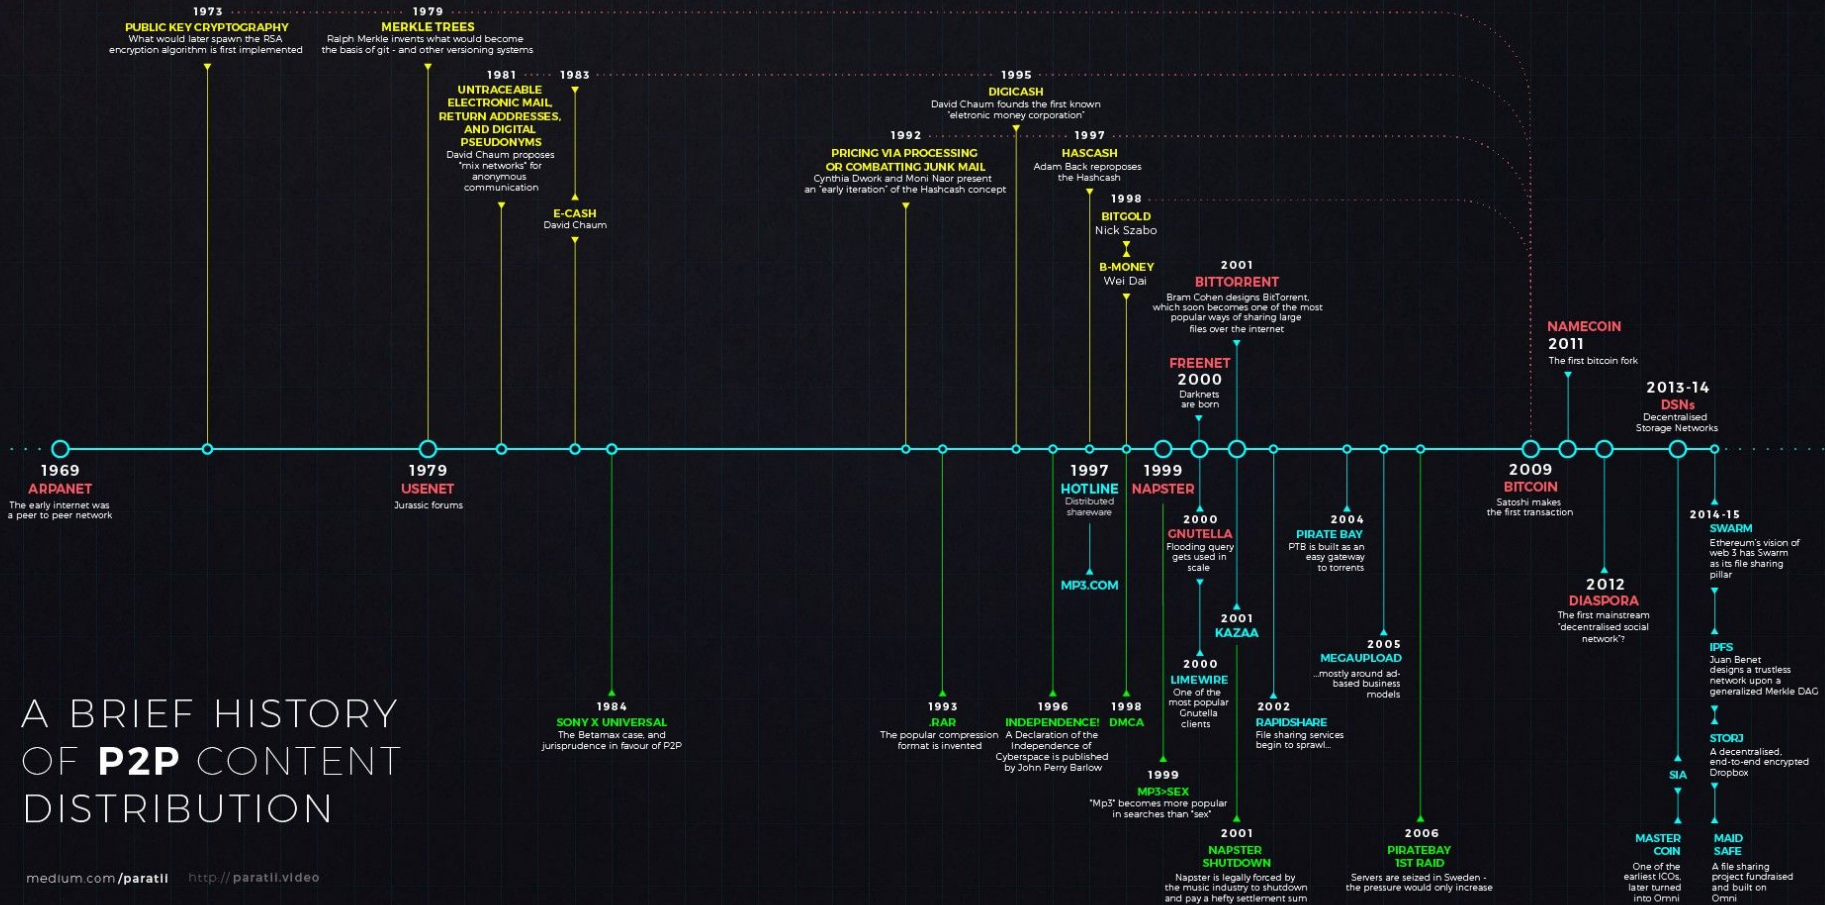 1973
PUBLIC KEY CRYPTOGRAPHY
What would later spawn the RSA
encryption algorithm is first implemented
1979
MERKLE TREES
Ralph Merkle invents what would become
the basis of git - and other versioning systems
1981
UNTRACEABLE
ELECTRONIC MAIL,
RETURN ADDRESSES,
AND DIGITAL
PSEUDONYMS
David Chaum proposes
"mix networks" for
anonymous
communication
1983
E-CASH
David Chaum
1992
PRICING VIA PROCESSING
OR COMBATTING JUNK MAIL
Cynthia Dwork and Moni Naor present
an "early iteration" of the Hashcash concept
1995
DIGICASH
David Chaum founds the first known
"eletronic money corporation"
1997
HASCASH
Adam Back reproposes
the Hashcash
1998
BITGOLD
Nick Szabo
B-MONEY
Wei Dai
2001
BITTORRENT
Bram Cohen designs BitTorrent,
which soon becomes one of the most
popular ways of sharing large
files over the internet
FREENET
2000
Darknets
are born
NAMECOIN
2011
The first bitcoin fork
2013-14
DSNs
Decentralised
Storage Networks
1969
ARPANET
The early internet was
a peer to peer network
1979
USENET
Jurassic forums
1984
SONY X UNIVERSAL
The Betamax case, and
jurisprudence in favour of P2P
1993
.RAR
The popular compression
format is invented
1996
INDEPENDENCE!
A Declaration of the
Independence of
Cyberspace is published
by John Perry Barlow
1997
HOTLINE
Distributed
shareware
MP3.COM
1998
DMCA
1999
NAPSTER
1999
MP3>SEX
"Mp3" becomes more popular
in searches than "sex"
2000
GNUTELLA
Flooding query
gets used in
scale
2000
LIMEWIRE
One of the
most popular
Gnutella
clients
2001
KAZAA
2001
NAPSTER
SHUTDOWN
Napster is legally forced by
the music industry to shutdown
and pay a hefty settlement sum
2002
RAPIDSHARE
File sharing services
begin to sprawl...
2004
PIRATE BAY
PTB is built as an
easy gateway
to torrents
2005
MEGAUPLOAD
...mostly around ad-
based business
models
2006
PIRATEBAY
1ST RAID
Servers are seized in Sweden -
the pressure would only increase
2009
BITCOIN
Satoshi makes
the first transaction
2012
DIASPORA
The first mainstream
"decentralised social
network"?
SIA
MASTER
COIN
One of the
earliest ICOs,
later turned
into Omni
2014-15
SWARM
Ethereum's vision of
web 3 has Swarm
as its file sharing
pillar
IPFS
Juan Benet
designs a trustless
network upon a
generalized Merkle DAG
STORJ
A decentralised,
end-to-end encrypted
Dropbox
MAID
SAFE
A file sharing
project fundraised
and built on
Omni
A BRIEF HISTORY
OF P2P CONTENT
DISTRIBUTION
medium.com/paratii http://paratii.video